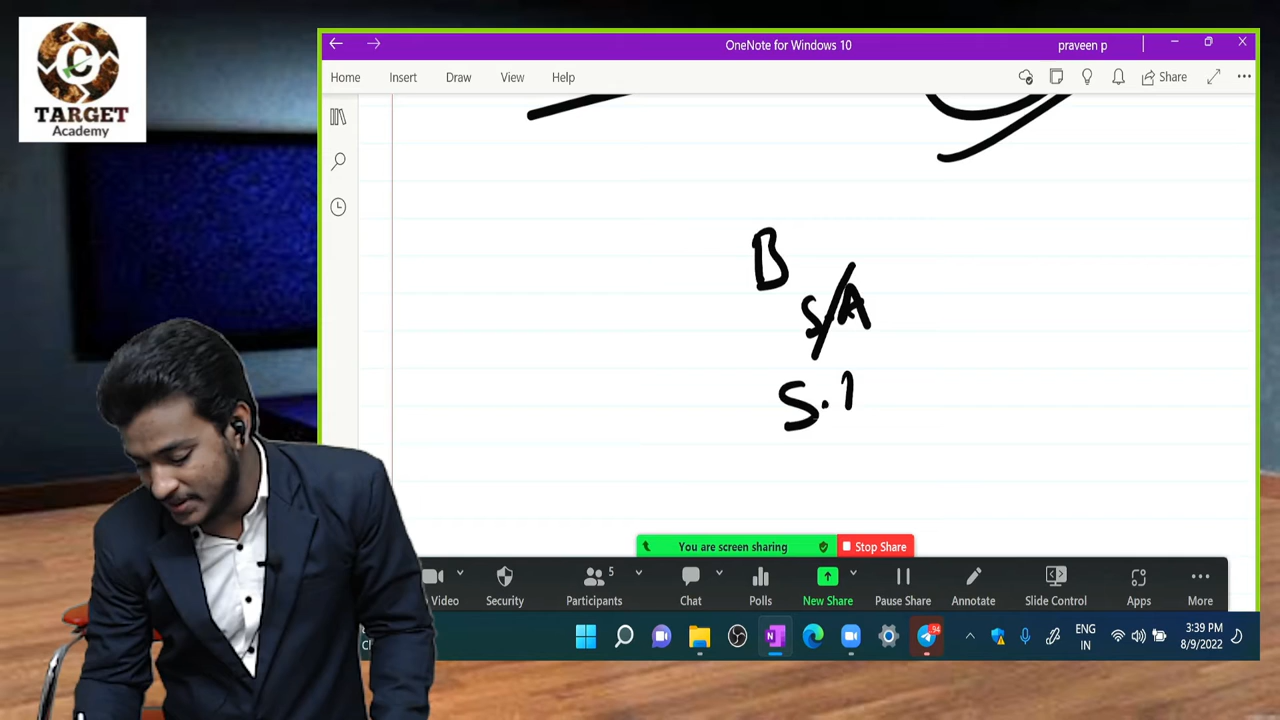 TARGET
Academy
OneNote for Windows 10
praveen p
Home Insert Draw View Help
Share
B
S/A
S.
You are screen sharing
Stop Share
5
Video Security Participants Chat Polls New Share Pause Share Annotate Slide Control Apps More
94
ENG
IN
3:39 PM
8/9/2022